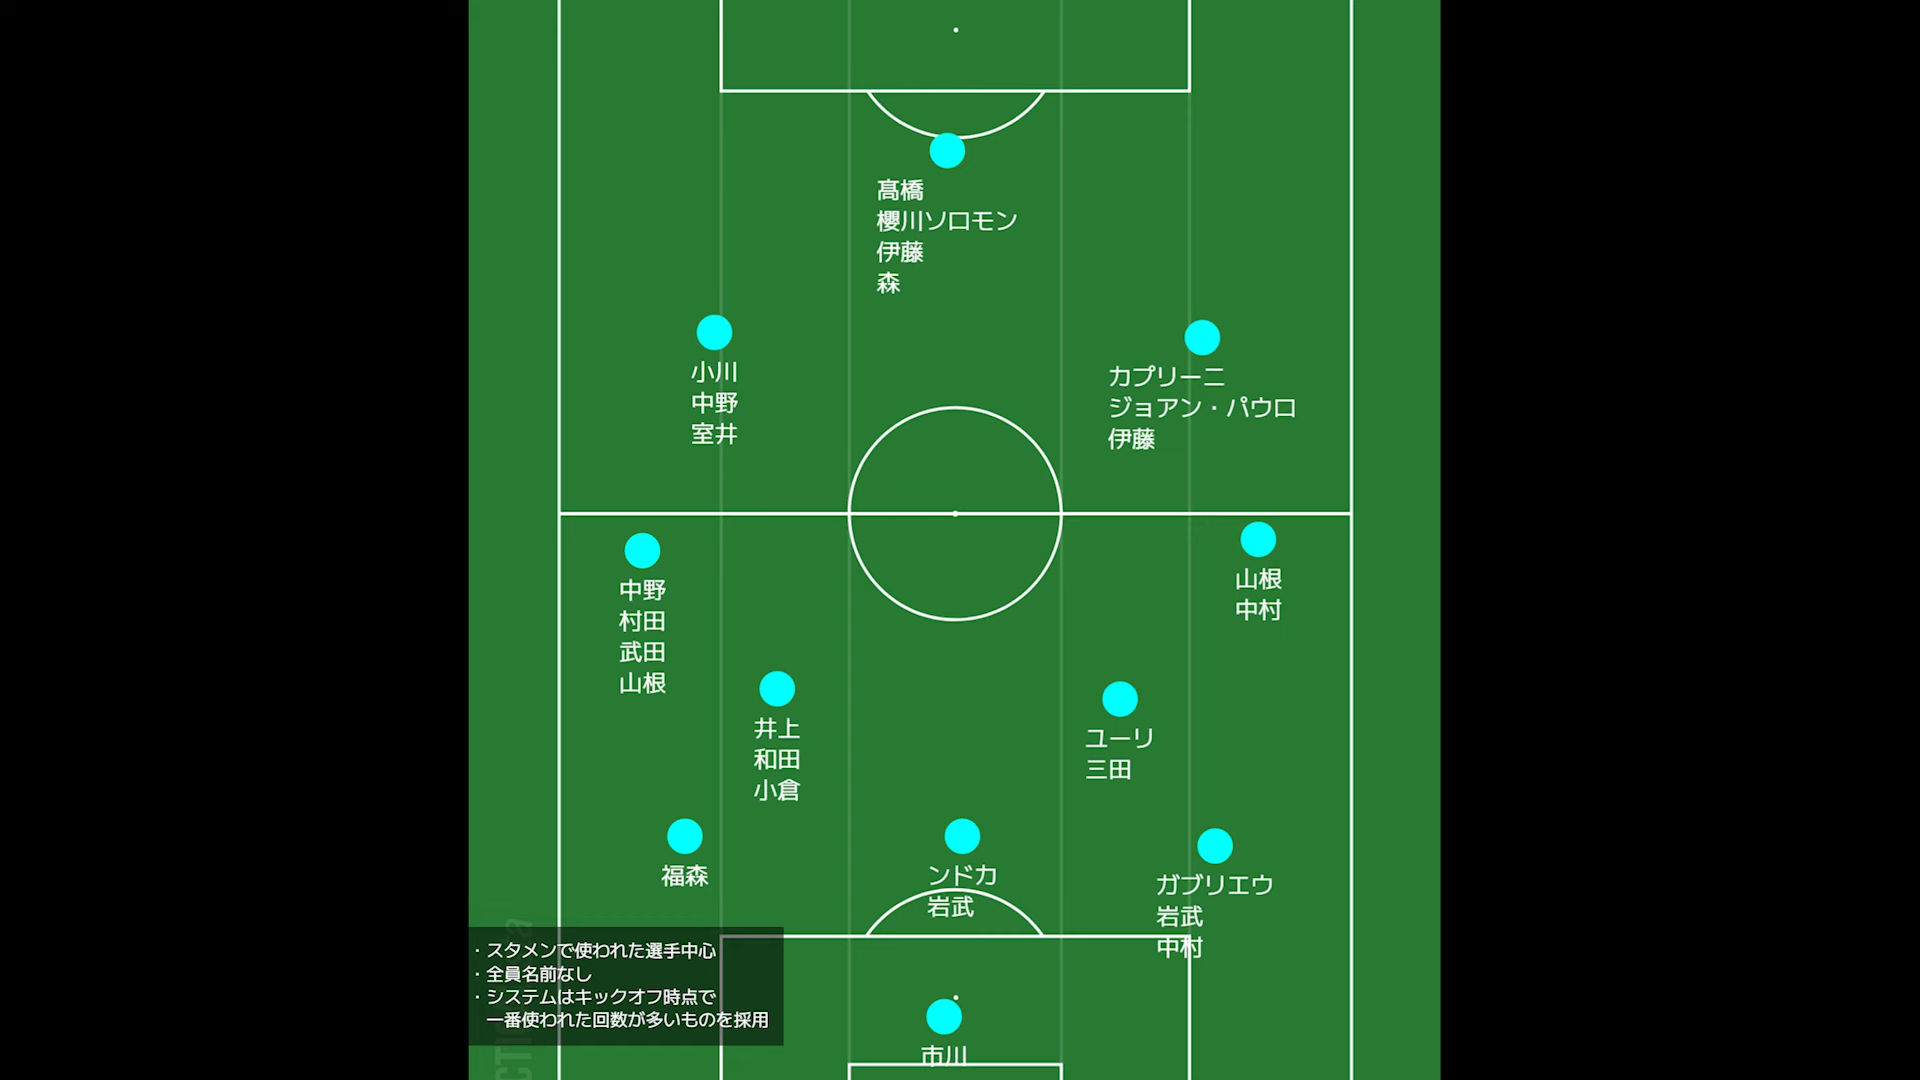 髙橋
櫻川ソロモン
伊藤
森
小川
中野
室井
カプリーニ
ジョアン・パウロ
伊藤
中野
村田
武田
山根
山根
中村
井上
和田
小倉
ユーリ
三田
福森
ンドカ
岩武
ガブリエウ
岩武
中村
・スタメンで使われた選手中心
・全員名前なし
・システムはキックオフ時点で
一番使われた回数が多いものを採用
市川